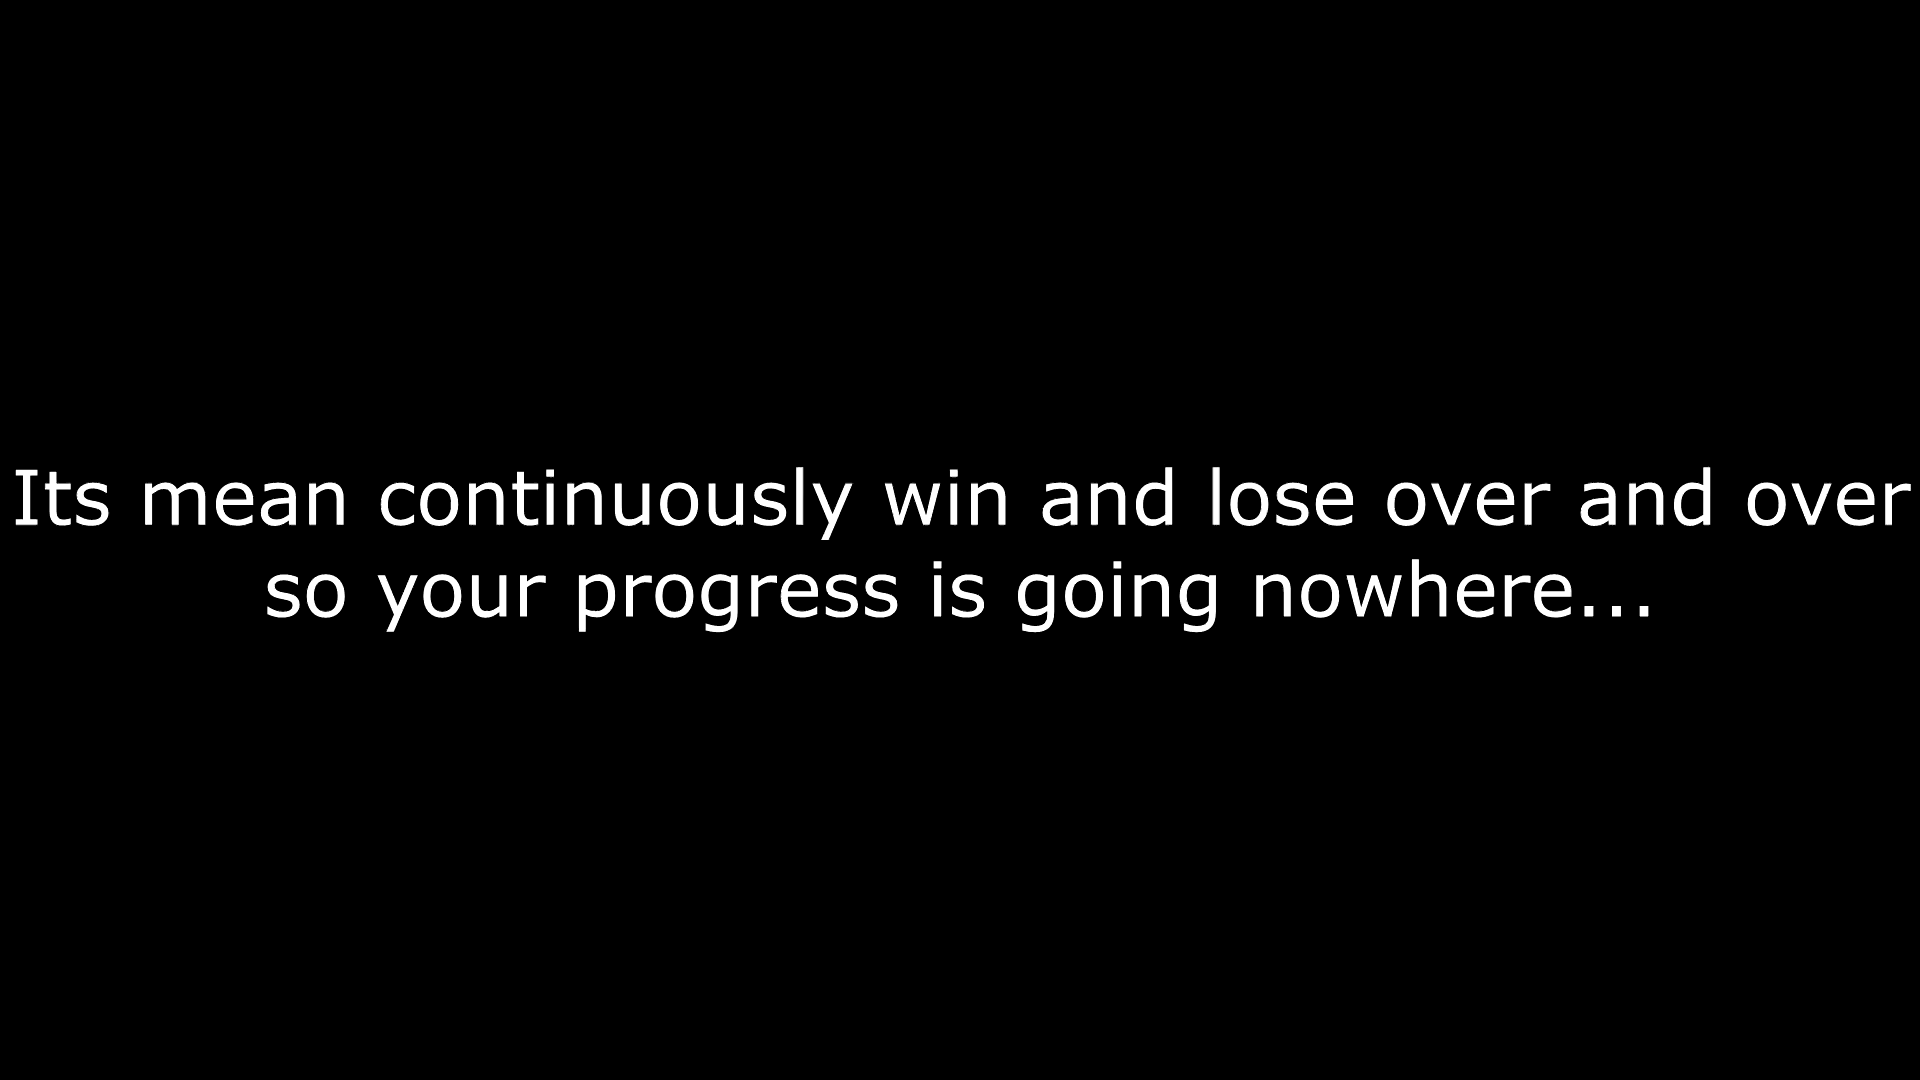 Its mean continuously win and lose over and over
so your progress is going nowhere...